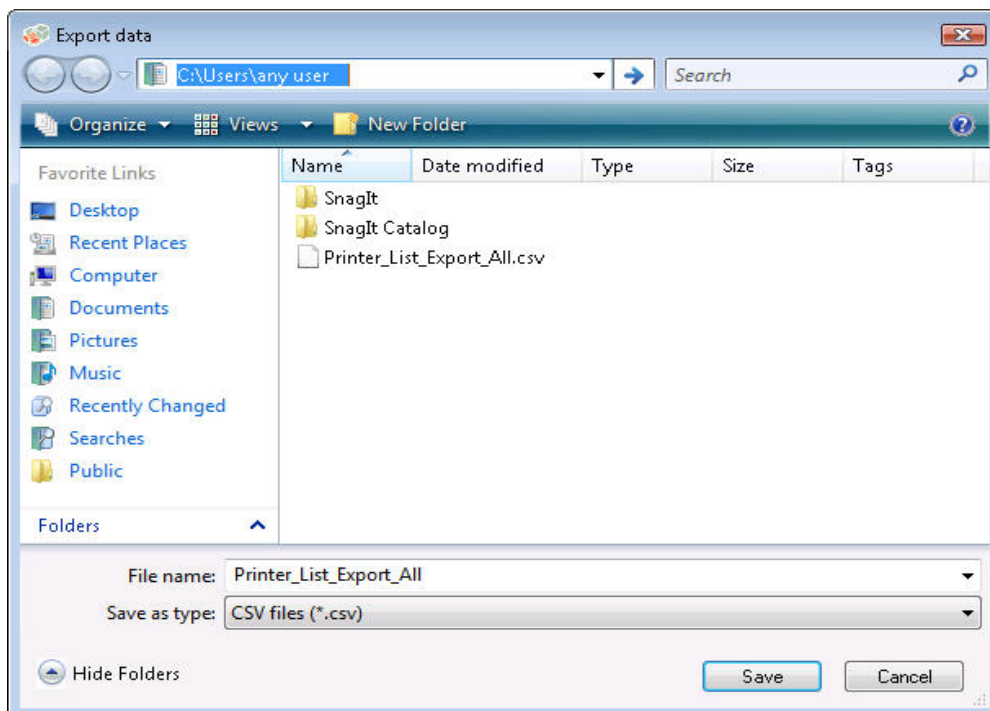 Export data
C:\Users\any user
Search
Organize Views New Folder
Favorite Links
Desktop
Recent Places
Computer
Documents
Pictures
Music
Recently Changed
Searches
Public
Folders
Name Date modified Type Size Tags
SnagIt
SnagIt Catalog
Printer_List_Export_All.csv
File name: Printer_List_Export_All
Save as type: CSV files (*.csv)
Hide Folders
Save Cancel